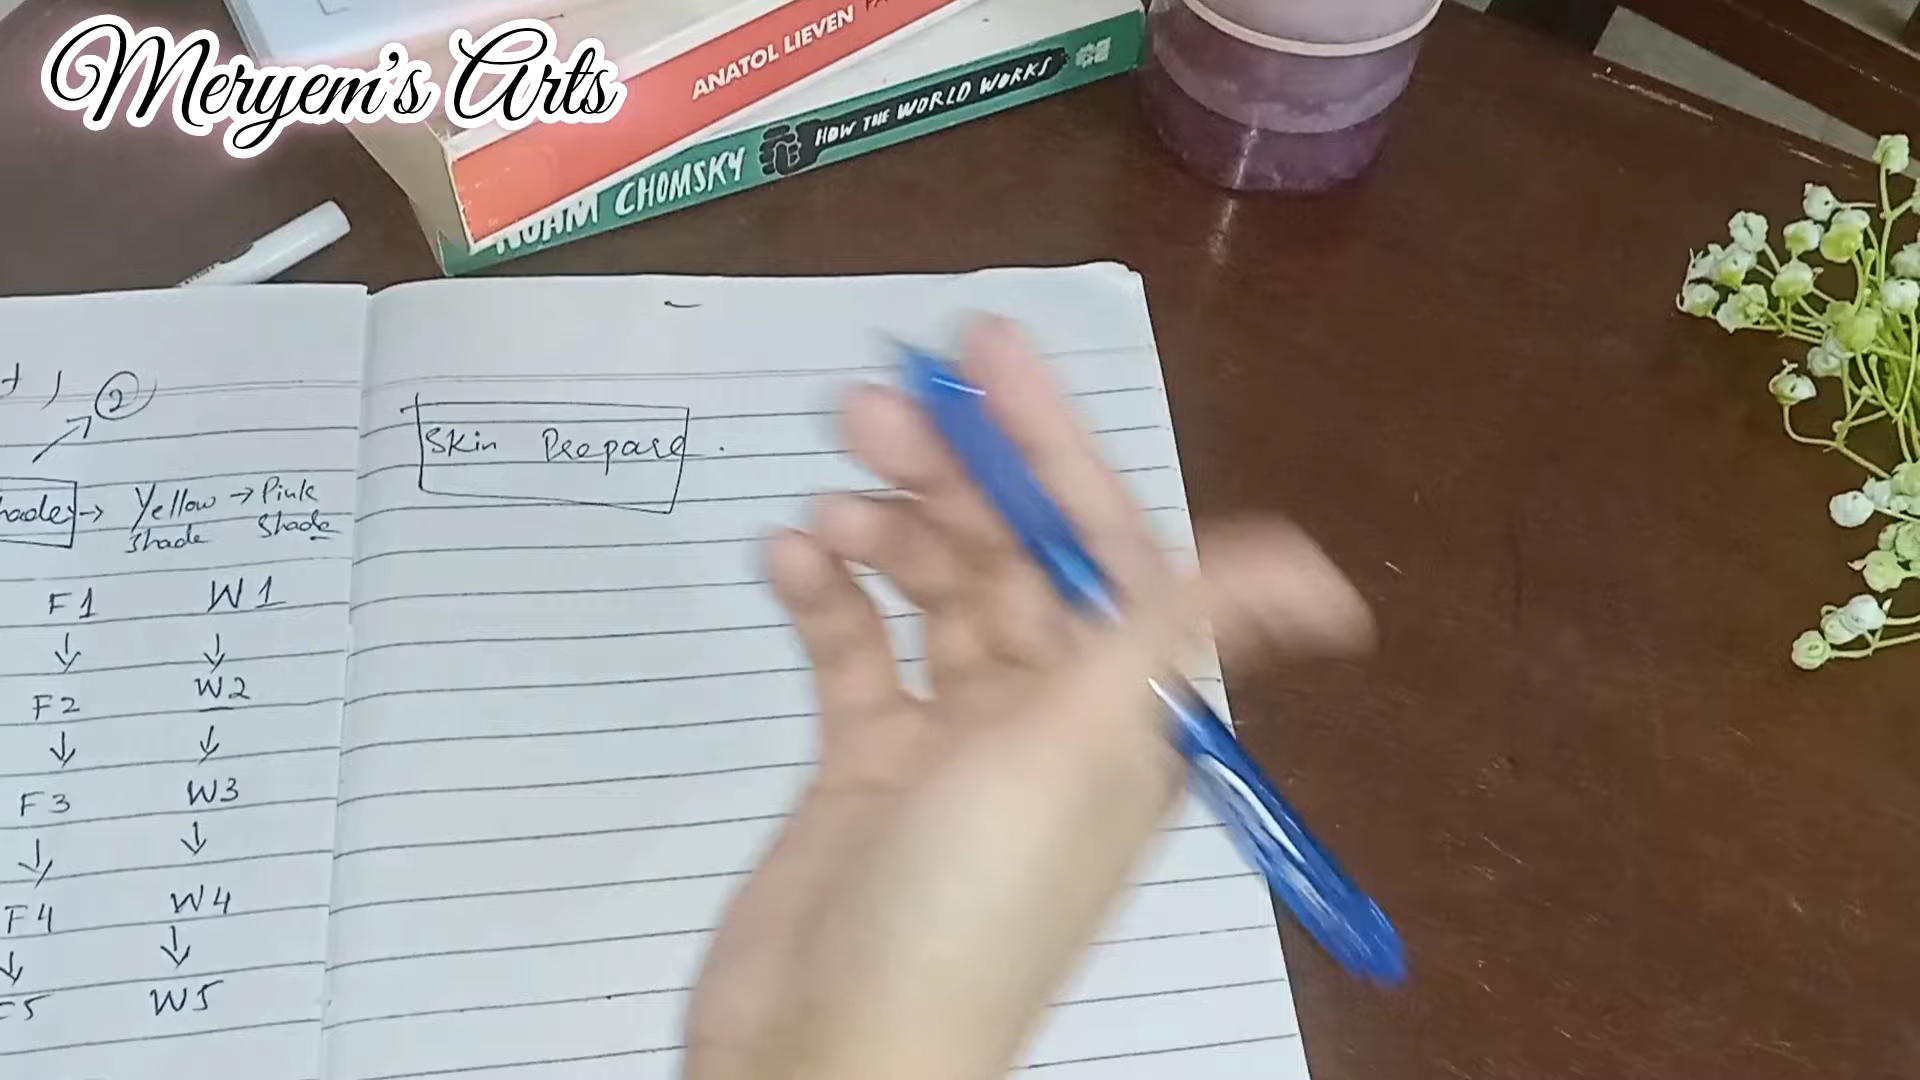 Meryem's Arts
ANATOL LIEVEN
NOAM CHOMSKY HOW THE WORLD WORKS
2
Yellow → Pink
shade shade
F1 W1
F2 W2
F3 W3
F4 W4
F5 W5
Skin Prepare.